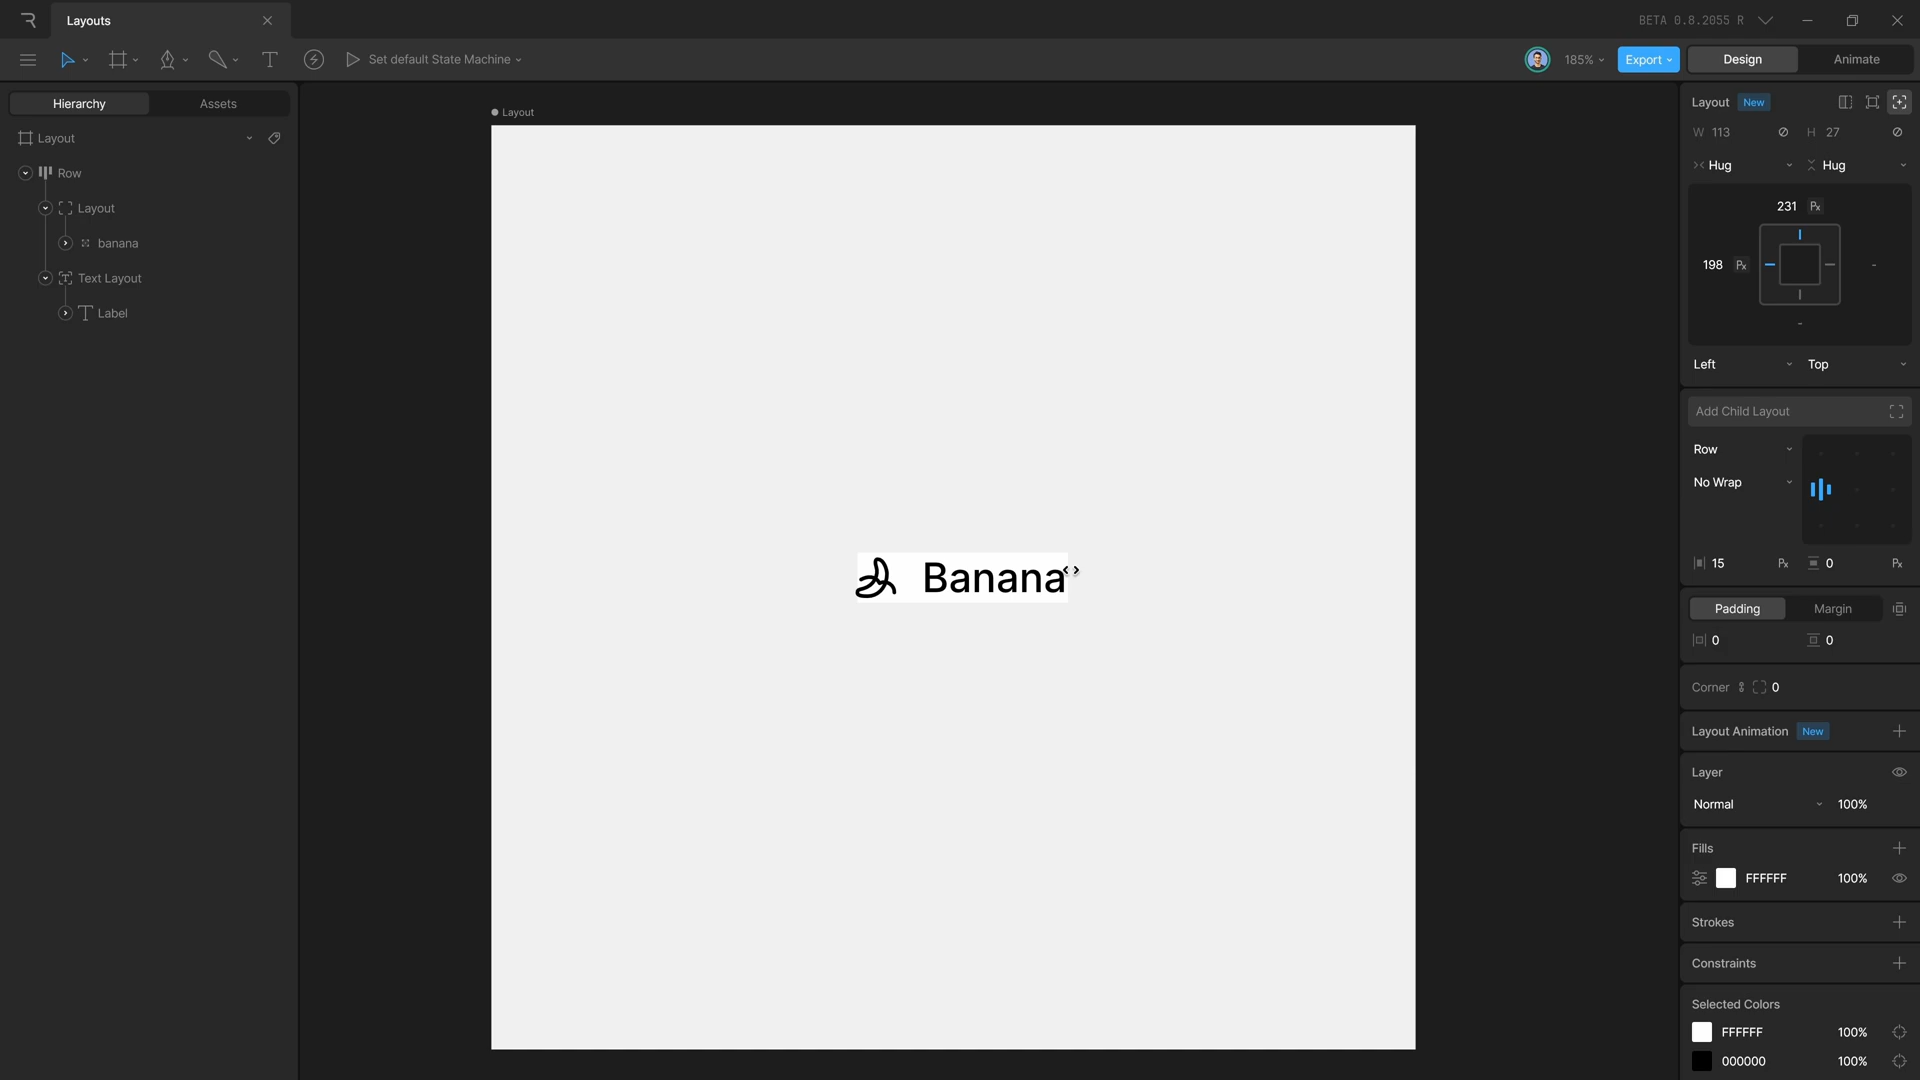 Layouts
BETA 0.8.2055 R
Set default State Machine
185%
Export
Design
Animate
Hierarchy
Assets
Layout
Row
Layout
banana
Text Layout
Label
Layout
Banana
Layout New
W 113 H 27
Hug Hug
231 Px
198 Px -
-
Left Top
Add Child Layout
Row
No Wrap
15 Px 0 Px
Padding Margin
0 0
Corner 0
Layout Animation New
Layer
Normal 100%
Fills
FFFFFF 100%
Strokes
Constraints
Selected Colors
FFFFFF 100%
000000 100%